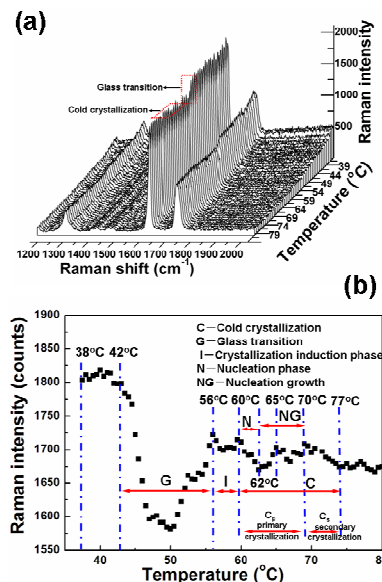 (a)
2000
1500
1000
500
Raman intensity
Glass transition
Cold crystallization
39
44
49
54
59
64
69
74
79
Temperature (°C)
1200 1300 1400 1500 1600 1700 1800 1900 2000
Raman shift (cm-1)
(b)
1900
1850
1800
1750
1700
1650
1600
1550
Raman intensity (counts)
C—Cold crystallization
G—Glass transition
I—Crystallization induction phase
N—Nucleation phase
NG—Nucleation growth
38°C 42°C
56°C 60°C 65°C 70°C 77°C
N
NG
62°C
G
I
C
Cp
primary
crystallization
Cs
secondary
crystallization
40 50 60 70 80
Temperature (°C)